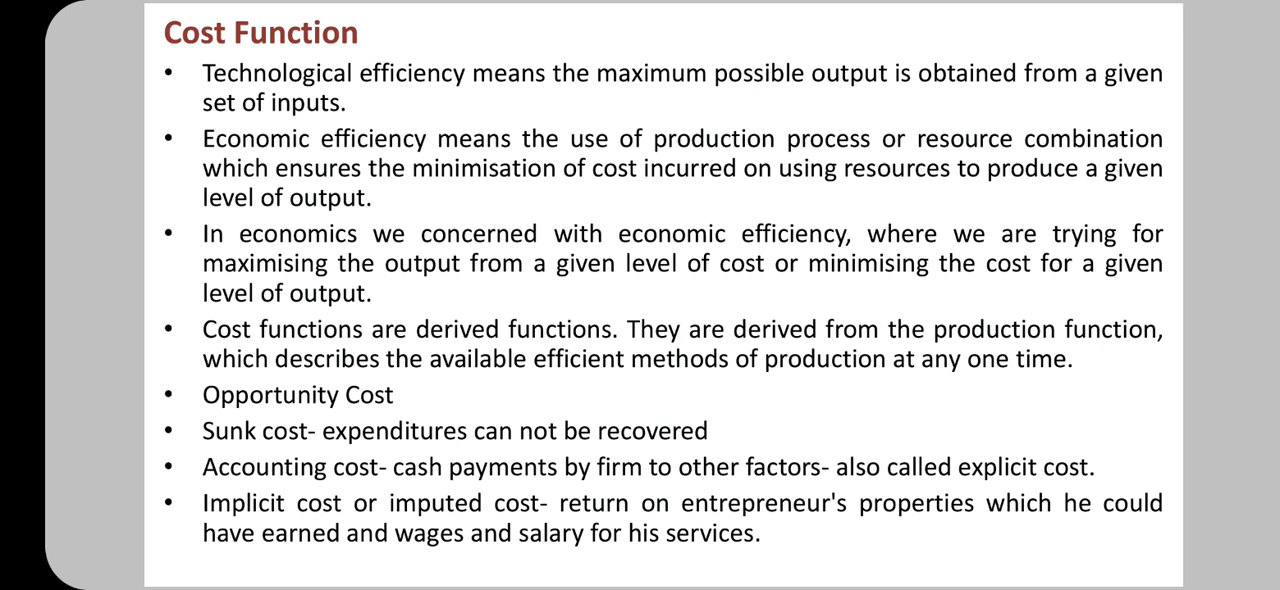 Cost Function
• Technological efficiency means the maximum possible output is obtained from a given
set of inputs.
• Economic efficiency means the use of production process or resource combination
which ensures the minimisation of cost incurred on using resources to produce a given
level of output.
• In economics we concerned with economic efficiency, where we are trying for
maximising the output from a given level of cost or minimising the cost for a given
level of output.
• Cost functions are derived functions. They are derived from the production function,
which describes the available efficient methods of production at any one time.
• Opportunity Cost
• Sunk cost- expenditures can not be recovered
• Accounting cost- cash payments by firm to other factors- also called explicit cost.
• Implicit cost or imputed cost- return on entrepreneur's properties which he could
have earned and wages and salary for his services.